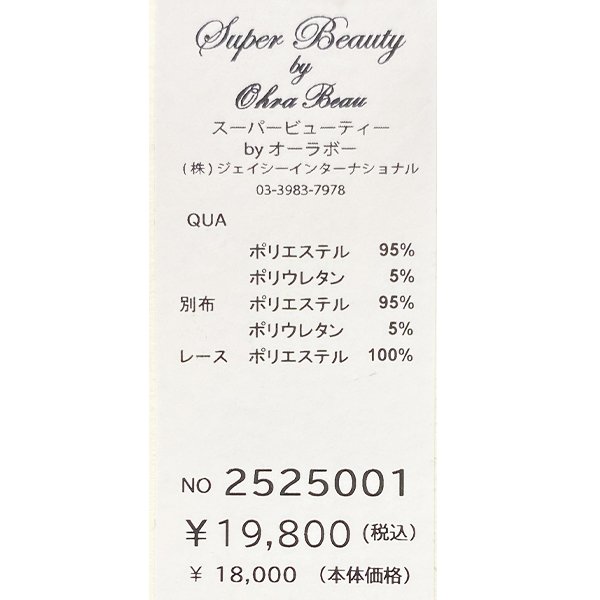 Super Beauty
by
Ohra Beau
スーパービューティー
by オーラボー
(株)ジェイシーインターナショナル
03-3983-7978
QUA
ポリエステル 95%
ポリウレタン 5%
別布 ポリエステル 95%
ポリウレタン 5%
レース ポリエステル 100%
NO 2525001
¥19,800(税込)
¥ 18,000 (本体価格)